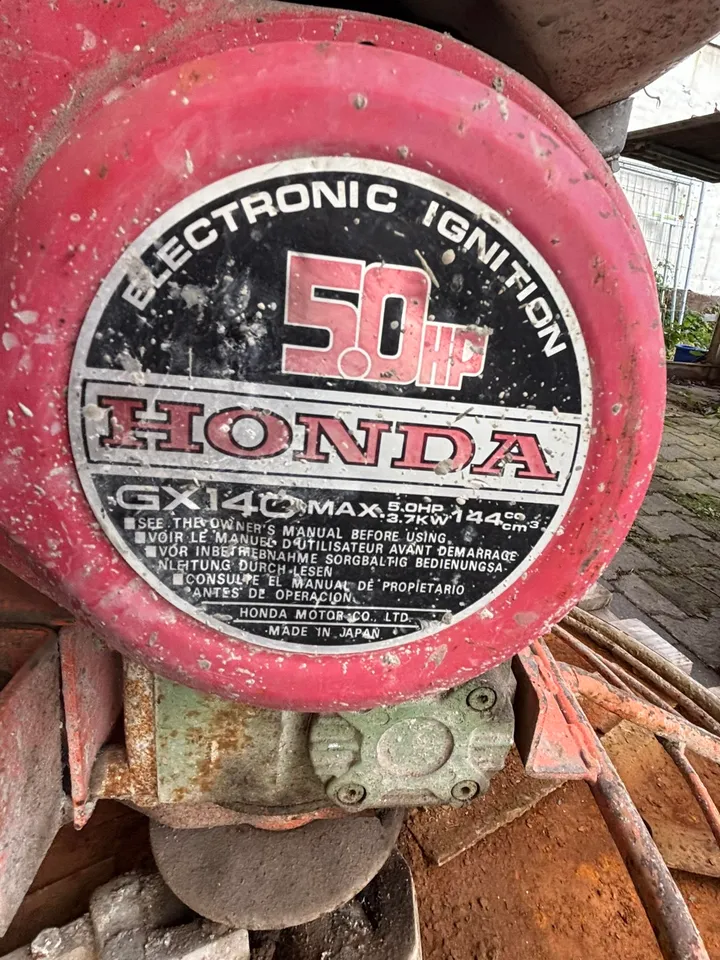 ELECTRONIC IGNITION
5.0HP
HONDA
GX140 MAX. 5.0HP 144cc
3.7KW cm³
■SEE THE OWNER'S MANUAL BEFORE USING
■VOIR LE MANUEL D'UTILISATEUR AVANT DEMARRAGE
■VOR INBETRIEBNAHME SORGBALTIG BEDIENUNGSA-
NLEITUNG DURCH LESEN
■CONSULTE EL MANUAL DE PROPIETARIO
ANTES DE OPERACION.
HONDA MOTOR CO., LTD.
MADE IN JAPAN